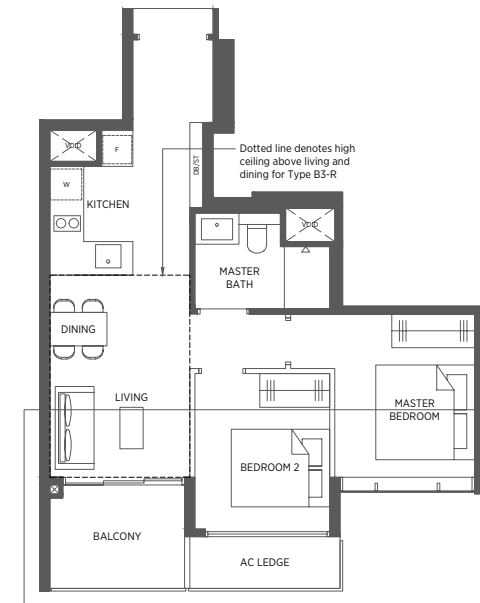 VOID
F
Dotted line denotes high
ceiling above living and
dining for Type B3-R
DB/ST
W
KITCHEN
VOID
MASTER
BATH
DINING
LIVING
MASTER
BEDROOM
BEDROOM 2
BALCONY
AC LEDGE